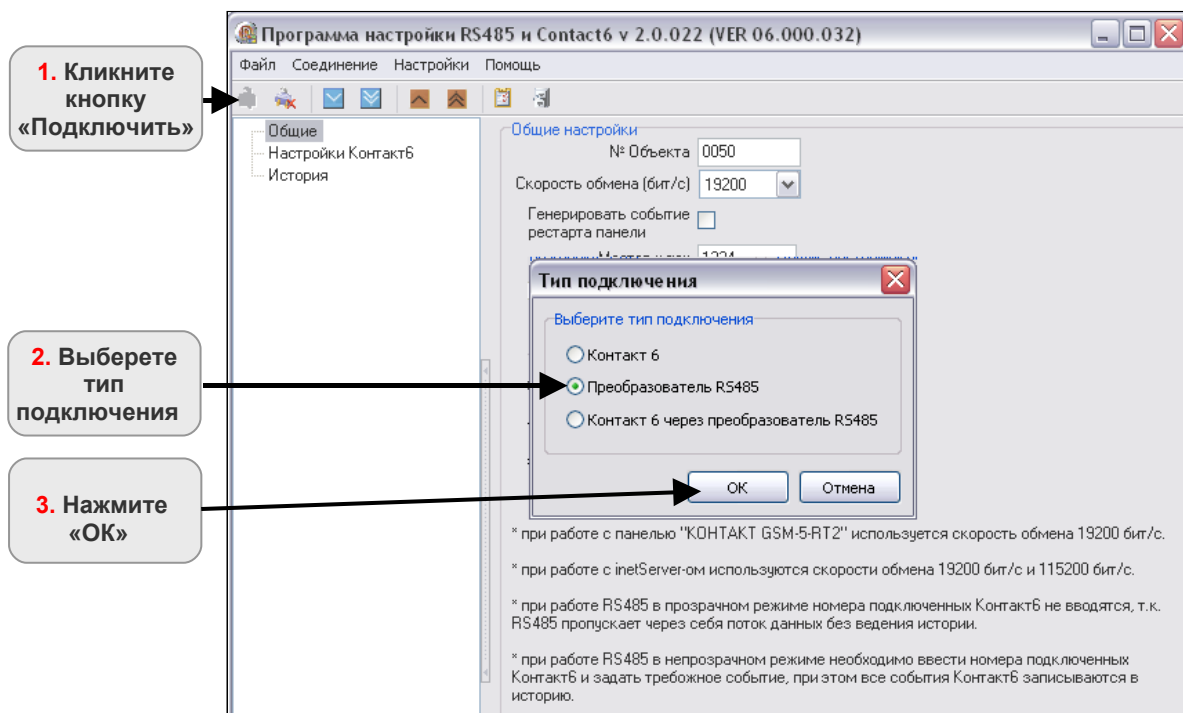 Программа настройки RS485 и Contact6 v 2.0.022 (VER 06.000.032)
Файл Соединение Настройки Помощь
1. Кликните
кнопку
«Подключить»
Общие
Настройки Контакт6
История
Общие настройки
№ Объекта 0050
Скорость обмена (бит/с) 19200
Генерировать событие
рестарта панели
Тип подключения
Выберите тип подключения
Контакт 6
Преобразователь RS485
Контакт 6 через преобразователь RS485
ОК Отмена
2. Выберете
тип
подключения
3. Нажмите
«ОК»
* при работе с панелью "КОНТАКТ GSM-5-RT2" используется скорость обмена 19200 бит/с.
* при работе с inetServer-ом используются скорости обмена 19200 бит/с и 115200 бит/с.
* при работе RS485 в прозрачном режиме номера подключенных Контакт6 не вводятся, т.к.
RS485 пропускает через себя поток данных без ведения истории.
* при работе RS485 в непрозрачном режиме необходимо ввести номера подключенных
Контакт6 и задать требожное событие, при этом все события Контакт6 записываются в
историю.